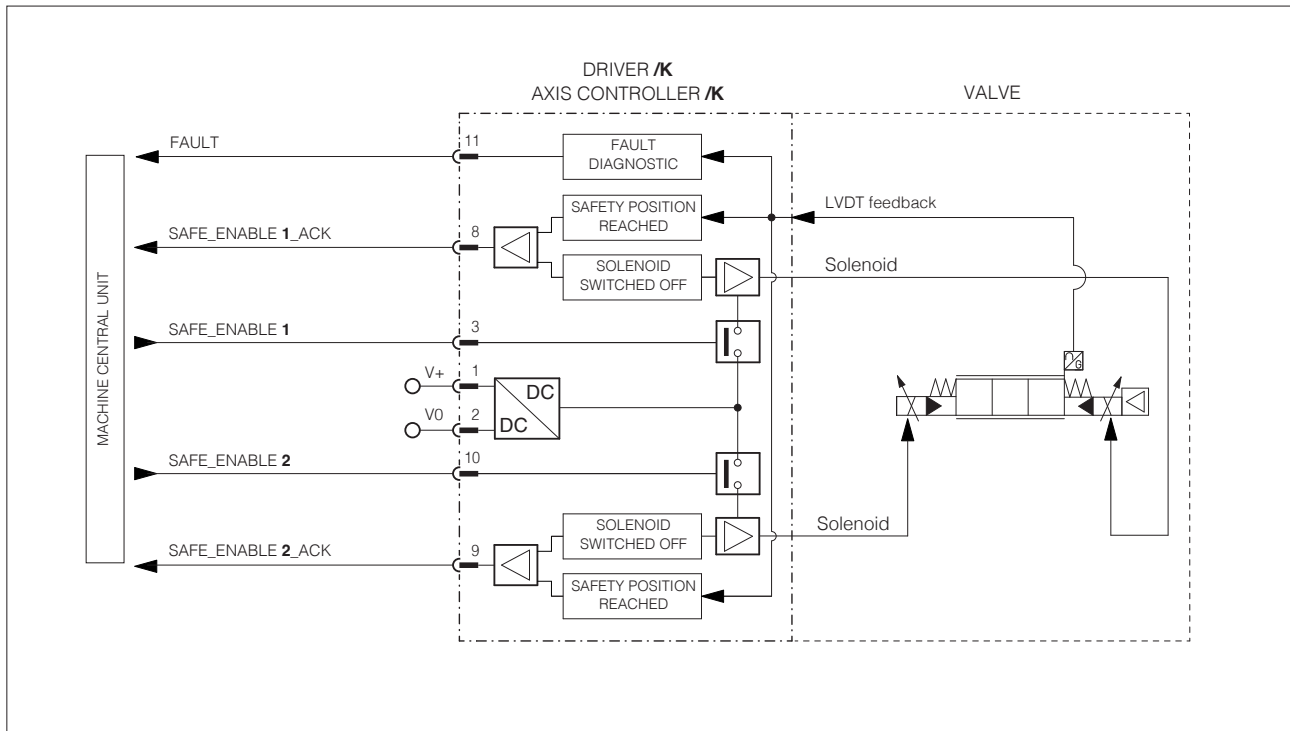 DRIVER /K
AXIS CONTROLLER /K
VALVE
FAULT
11
FAULT
DIAGNOSTIC
SAFETY POSITION
REACHED
LVDT feedback
SAFE_ENABLE 1_ACK
8
SOLENOID
SWITCHED OFF
Solenoid
MACHINE CENTRAL UNIT
SAFE_ENABLE 1
3
V+
1
DC
DC
V0
2
G
SAFE_ENABLE 2
10
SOLENOID
SWITCHED OFF
Solenoid
SAFE_ENABLE 2_ACK
9
SAFETY POSITION
REACHED